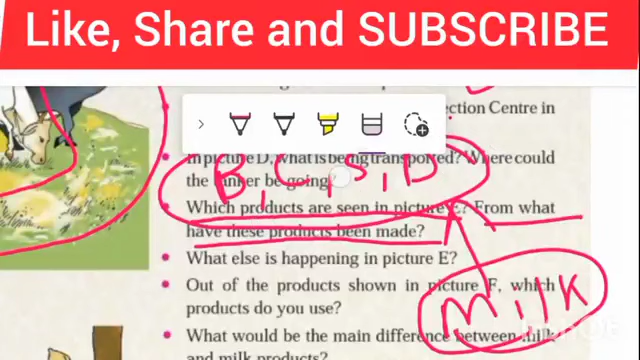 Like, Share and SUBSCRIBE
ction Centre in
In picture D, what is being transported? Where could
the tanker be going?
B, C, S, D
Which products are seen in picture E? From what
have these products been made?
What else is happening in picture E?
Out of the products shown in picture F, which
products do you use?
Milk
What would be the main difference between milk
and milk products?